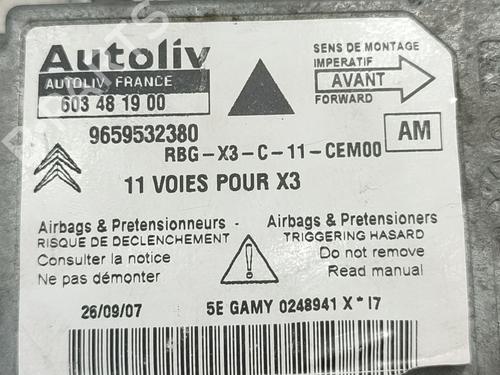 Autoliv
AUTOLIV FRANCE
603 48 19 00
SENS DE MONTAGE
IMPERATIF
AVANT
FORWARD
9659532380
AM
RBG-X3-C-11-CEM00
11 VOIES POUR X3
Airbags & Pretensionneurs -
RISQUE DE DECLENCHEMENT
Consulter la notice
Ne pas démonter
Airbags & Pretensioners
TRIGGERING HASARD
Do not remove
Read manual
26/09/07
5E GAMY 0248941 X * I7